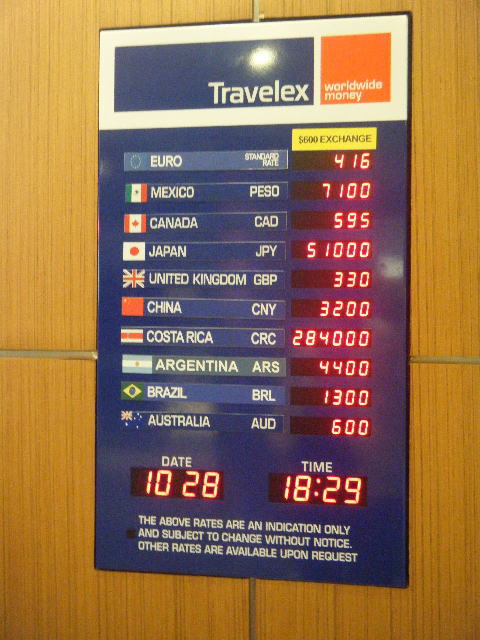 Travelex
worldwide
money
$600 EXCHANGE
EURO STANDARD RATE 416
MEXICO PESO 7100
CANADA CAD 595
JAPAN JPY 51000
UNITED KINGDOM GBP 330
CHINA CNY 3200
COSTA RICA CRC 284000
ARGENTINA ARS 4400
BRAZIL BRL 1300
AUSTRALIA AUD 600
DATE TIME
10 28 18:29
THE ABOVE RATES ARE AN INDICATION ONLY
AND SUBJECT TO CHANGE WITHOUT NOTICE.
OTHER RATES ARE AVAILABLE UPON REQUEST